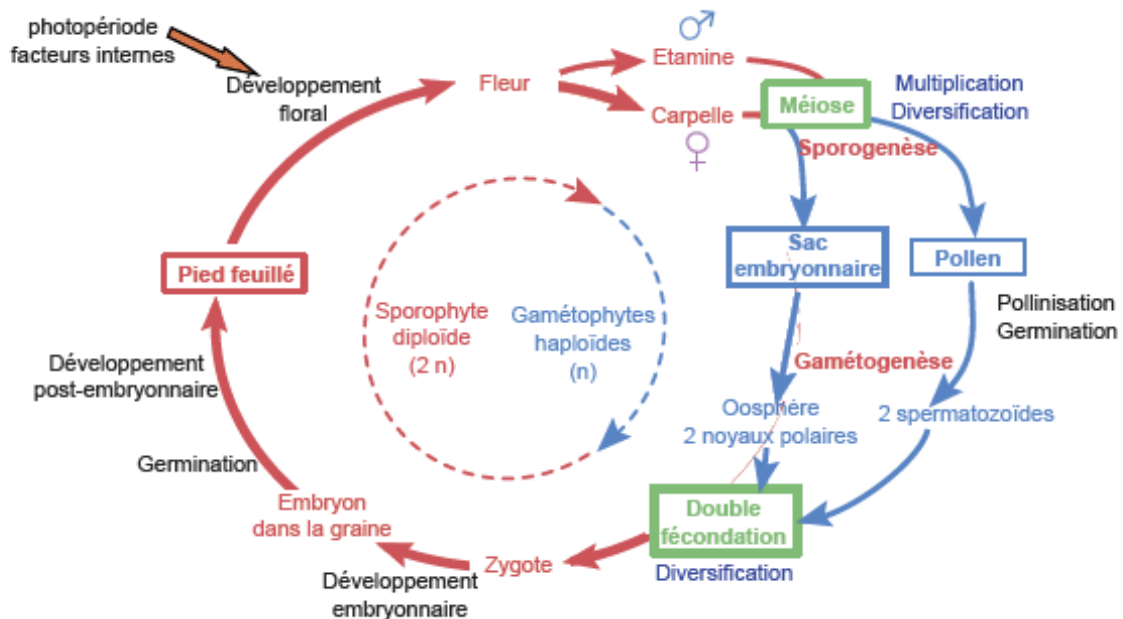 photopériode
facteurs internes
Développement
floral
Fleur
♂
Etamine
Carpelle
♀
Méiose
Multiplication
Diversification
Sporogenèse
Sac
embryonnaire
Pollen
Pollinisation
Germination
Gamétogenèse
Oosphère
2 noyaux polaires
2 spermatozoïdes
Double
fécondation
Diversification
Zygote
Développement
embryonnaire
Embryon
dans la graine
Germination
Développement
post-embryonnaire
Pied feuillé
Sporophyte
diploïde
(2 n)
Gamétophytes
haploïdes
(n)